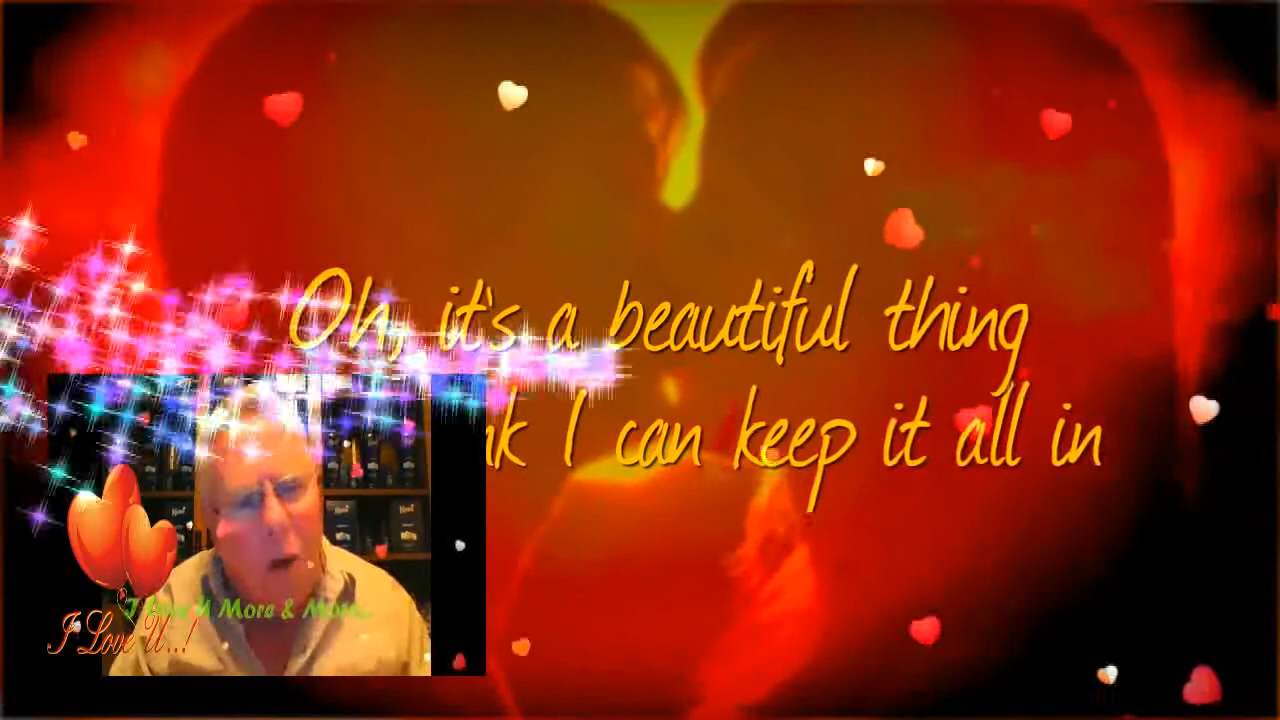 Oh, it's a beautiful thing
I can keep it all in
I Love U More & More...
I Love U...!